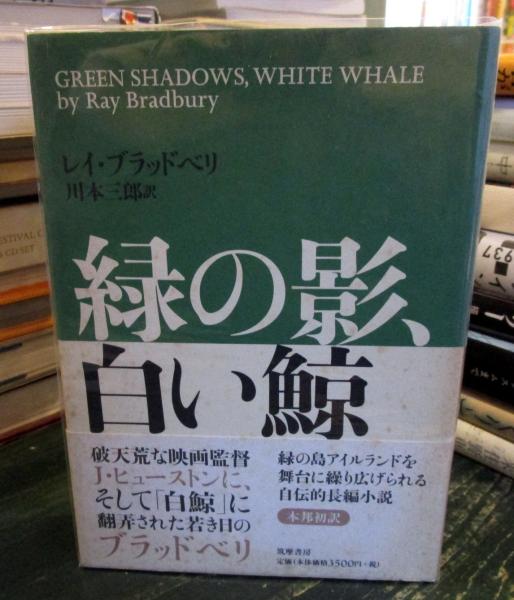 GREEN SHADOWS, WHITE WHALE
by Ray Bradbury
レイ・ブラッドベリ
川本三郎訳
緑の影、
白い鯨
破天荒な映画監督
J・ヒューストンに、
そして「白鯨」に
翻弄された若き日の
ブラッドベリ
緑の島アイルランドを
舞台に繰り広げられる
自伝的長編小説
本邦初訳
筑摩書房
定価(本体価格3500円+税)
ESTIVAL
CD SET
937